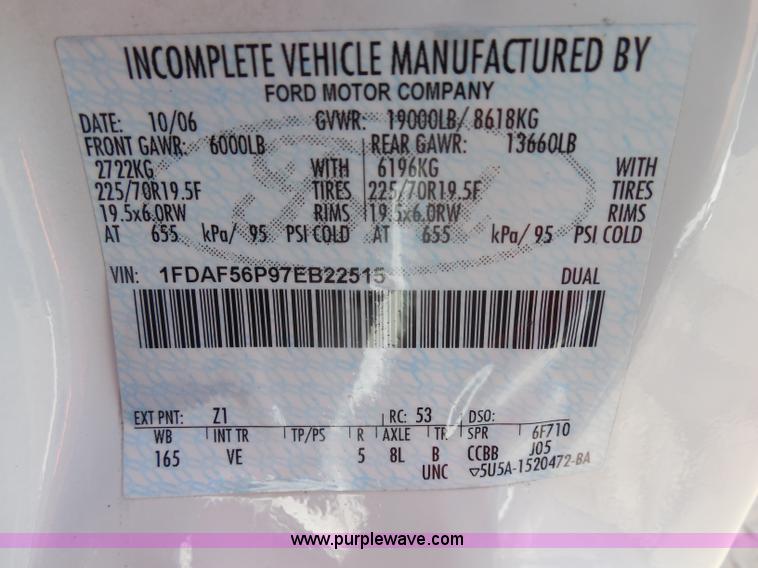 INCOMPLETE VEHICLE MANUFACTURED BY
FORD MOTOR COMPANY
DATE: 10/06 GVWR: 19000LB/ 8618KG
FRONT GAWR: 6000LB REAR GAWR: 13660LB
2722KG WITH 6196KG WITH
225/70R19.5F TIRES 225/70R19.5F TIRES
19.5x6.0RW RIMS 19.5x6.0RW RIMS
AT 655 kPa/ 95 PSI COLD AT 655 kPa/ 95 PSI COLD
VIN: 1FDAF56P97EB22515 DUAL
EXT PNT: Z1 RC: 53 DSO:
WB INT TR TP/PS R AXLE TR SPR 6F710
165 VE 5 8L B CCBB J05
UNC ▽5U5A-1520472-BA
www.purplewave.com